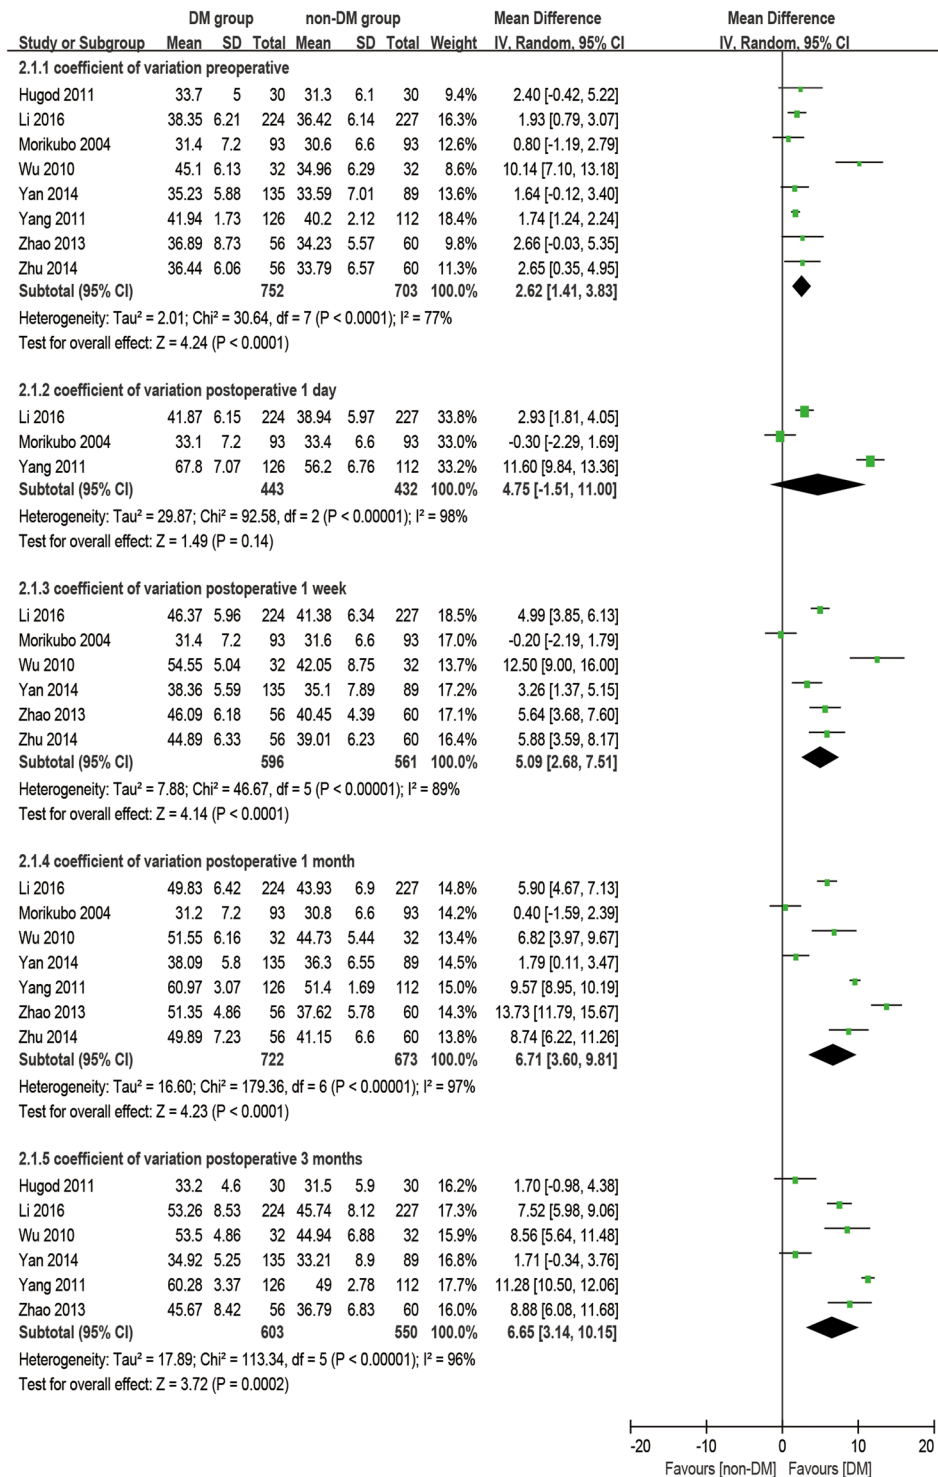 DM group non-DM group Mean Difference Mean Difference
Study or Subgroup Mean SD Total Mean SD Total Weight IV, Random, 95% CI IV, Random, 95% CI
2.1.1 coefficient of variation preoperative
Hugod 2011 33.7 5 30 31.3 6.1 30 9.4% 2.40 [-0.42, 5.22]
Li 2016 38.35 6.21 224 36.42 6.14 227 16.3% 1.93 [0.79, 3.07]
Morikubo 2004 31.4 7.2 93 30.6 6.6 93 12.6% 0.80 [-1.19, 2.79]
Wu 2010 45.1 6.13 32 34.96 6.29 32 8.6% 10.14 [7.10, 13.18]
Yan 2014 35.23 5.88 135 33.59 7.01 89 13.6% 1.64 [-0.12, 3.40]
Yang 2011 41.94 1.73 126 40.2 2.12 112 18.4% 1.74 [1.24, 2.24]
Zhao 2013 36.89 8.73 56 34.23 5.57 60 9.8% 2.66 [-0.03, 5.35]
Zhu 2014 36.44 6.06 56 33.79 6.57 60 11.3% 2.65 [0.35, 4.95]
Subtotal (95% CI) 752 703 100.0% 2.62 [1.41, 3.83]
Heterogeneity: Tau² = 2.01; Chi² = 30.64, df = 7 (P < 0.0001); I² = 77%
Test for overall effect: Z = 4.24 (P < 0.0001)
2.1.2 coefficient of variation postoperative 1 day
Li 2016 41.87 6.15 224 38.94 5.97 227 33.8% 2.93 [1.81, 4.05]
Morikubo 2004 33.1 7.2 93 33.4 6.6 93 33.0% -0.30 [-2.29, 1.69]
Yang 2011 67.8 7.07 126 56.2 6.76 112 33.2% 11.60 [9.84, 13.36]
Subtotal (95% CI) 443 432 100.0% 4.75 [-1.51, 11.00]
Heterogeneity: Tau² = 29.87; Chi² = 92.58, df = 2 (P < 0.00001); I² = 98%
Test for overall effect: Z = 1.49 (P = 0.14)
2.1.3 coefficient of variation postoperative 1 week
Li 2016 46.37 5.96 224 41.38 6.34 227 18.5% 4.99 [3.85, 6.13]
Morikubo 2004 31.4 7.2 93 31.6 6.6 93 17.0% -0.20 [-2.19, 1.79]
Wu 2010 54.55 5.04 32 42.05 8.75 32 13.7% 12.50 [9.00, 16.00]
Yan 2014 38.36 5.59 135 35.1 7.89 89 17.2% 3.26 [1.37, 5.15]
Zhao 2013 46.09 6.18 56 40.45 4.39 60 17.1% 5.64 [3.68, 7.60]
Zhu 2014 44.89 6.33 56 39.01 6.23 60 16.4% 5.88 [3.59, 8.17]
Subtotal (95% CI) 596 561 100.0% 5.09 [2.68, 7.51]
Heterogeneity: Tau² = 7.88; Chi² = 46.67, df = 5 (P < 0.00001); I² = 89%
Test for overall effect: Z = 4.14 (P < 0.0001)
2.1.4 coefficient of variation postoperative 1 month
Li 2016 49.83 6.42 224 43.93 6.9 227 14.8% 5.90 [4.67, 7.13]
Morikubo 2004 31.2 7.2 93 30.8 6.6 93 14.2% 0.40 [-1.59, 2.39]
Wu 2010 51.55 6.16 32 44.73 5.44 32 13.4% 6.82 [3.97, 9.67]
Yan 2014 38.09 5.8 135 36.3 6.55 89 14.5% 1.79 [0.11, 3.47]
Yang 2011 60.97 3.07 126 51.4 1.69 112 15.0% 9.57 [8.95, 10.19]
Zhao 2013 51.35 4.86 56 37.62 5.78 60 14.3% 13.73 [11.79, 15.67]
Zhu 2014 49.89 7.23 56 41.15 6.6 60 13.8% 8.74 [6.22, 11.26]
Subtotal (95% CI) 722 673 100.0% 6.71 [3.60, 9.81]
Heterogeneity: Tau² = 16.60; Chi² = 179.36, df = 6 (P < 0.00001); I² = 97%
Test for overall effect: Z = 4.23 (P < 0.0001)
2.1.5 coefficient of variation postoperative 3 months
Hugod 2011 33.2 4.6 30 31.5 5.9 30 16.2% 1.70 [-0.98, 4.38]
Li 2016 53.26 8.53 224 45.74 8.12 227 17.3% 7.52 [5.98, 9.06]
Wu 2010 53.5 4.86 32 44.94 6.88 32 15.9% 8.56 [5.64, 11.48]
Yan 2014 34.92 5.25 135 33.21 8.9 89 16.8% 1.71 [-0.34, 3.76]
Yang 2011 60.28 3.37 126 49 2.78 112 17.7% 11.28 [10.50, 12.06]
Zhao 2013 45.67 8.42 56 36.79 6.83 60 16.0% 8.88 [6.08, 11.68]
Subtotal (95% CI) 603 550 100.0% 6.65 [3.14, 10.15]
Heterogeneity: Tau² = 17.89; Chi² = 113.34, df = 5 (P < 0.00001); I² = 96%
Test for overall effect: Z = 3.72 (P = 0.0002)
-20 -10 0 10 20
Favours [non-DM] Favours [DM]